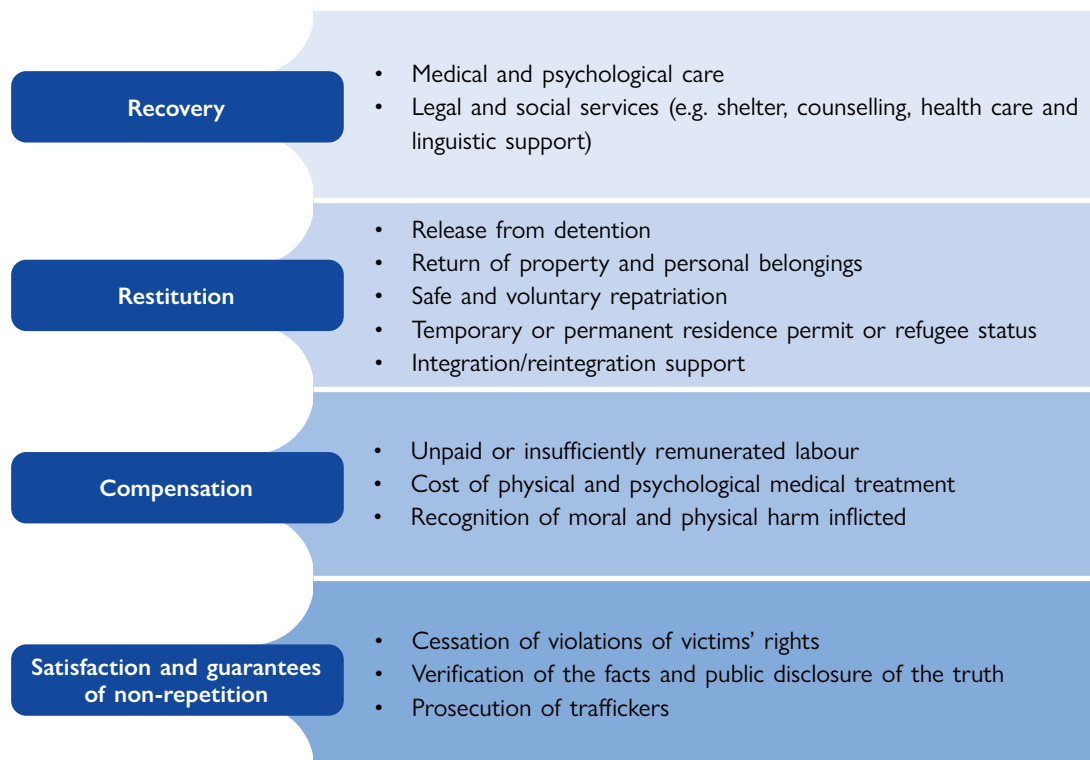 Recovery
• Medical and psychological care
• Legal and social services (e.g. shelter, counselling, health care and
linguistic support)
Restitution
• Release from detention
• Return of property and personal belongings
• Safe and voluntary repatriation
• Temporary or permanent residence permit or refugee status
• Integration/reintegration support
Compensation
• Unpaid or insufficiently remunerated labour
• Cost of physical and psychological medical treatment
• Recognition of moral and physical harm inflicted
Satisfaction and guarantees
of non-repetition
• Cessation of violations of victims’ rights
• Verification of the facts and public disclosure of the truth
• Prosecution of traffickers